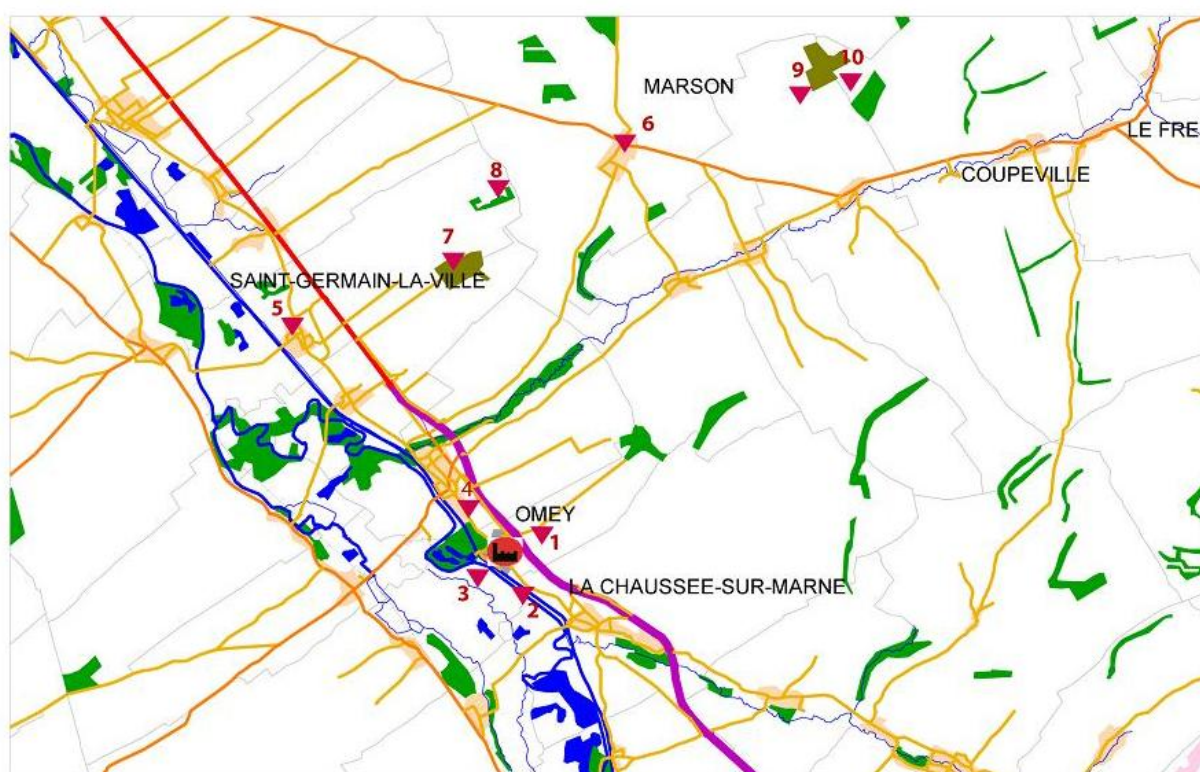 9
10
MARSON
6
LE FRE
8
COUPEVILLE
7
SAINT-GERMAIN-LA-VILLE
5
4
OMEY
1
3
2
LA CHAUSSEE-SUR-MARNE